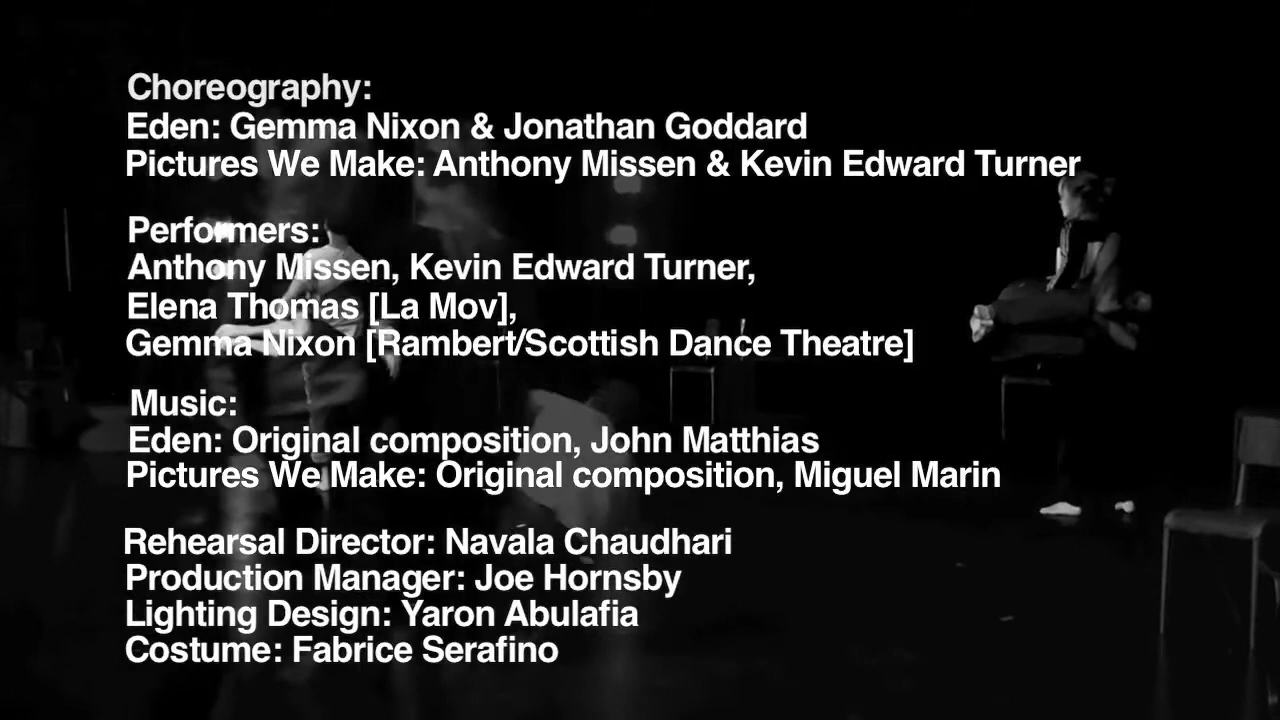 Choreography:
Eden: Gemma Nixon & Jonathan Goddard
Pictures We Make: Anthony Missen & Kevin Edward Turner
Performers:
Anthony Missen, Kevin Edward Turner,
Elena Thomas [La Mov],
Gemma Nixon [Rambert/Scottish Dance Theatre]
Music:
Eden: Original composition, John Matthias
Pictures We Make: Original composition, Miguel Marin
Rehearsal Director: Navala Chaudhari
Production Manager: Joe Hornsby
Lighting Design: Yaron Abulafia
Costume: Fabrice Serafino